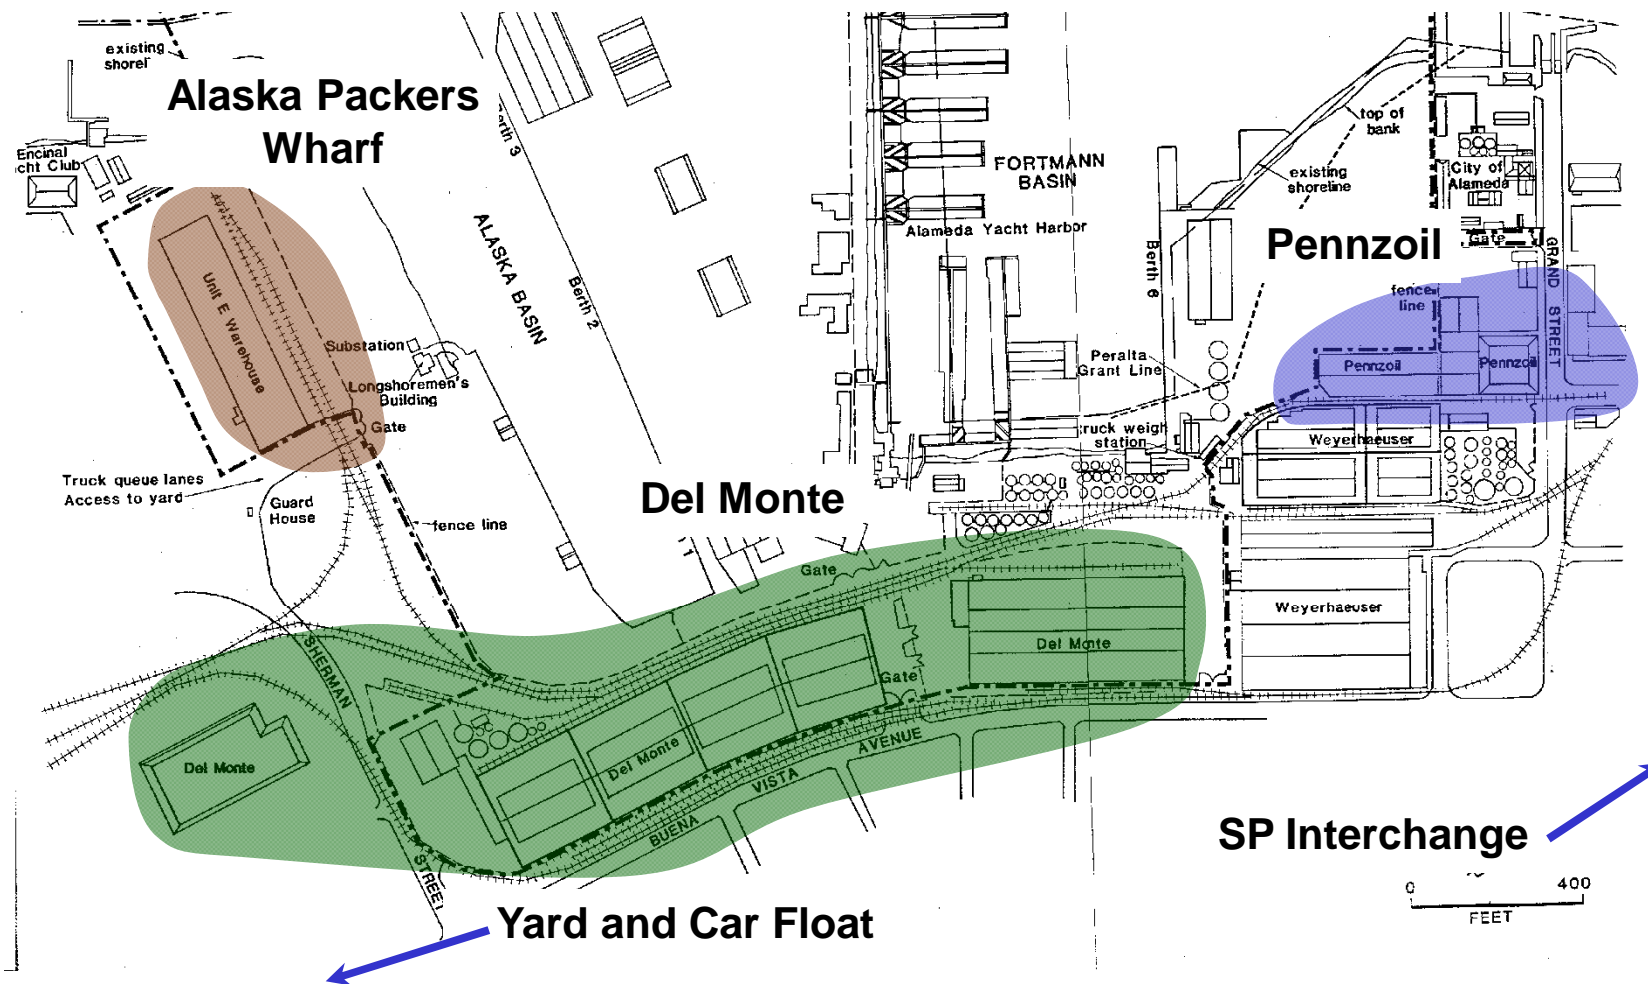 existing
shorel
Alaska Packers
Wharf
Encinal
cht Club
Berth 3
FORTMANN
BASIN
top of
bank
existing
shoreline
City of
Alameda
Gate
Alameda Yacht Harbor
Pennzoil
GRAND STREET
ALASKA BASIN
Berth 2
Berth 6
fence
line
Unit E Warehouse
Substation
Longshoremen's
Building
Gate
Peralta
Grant Line
Pennzoil
Pennzoil
ruck weigh
station
Weyerhaeuser
Truck queue lanes
Access to yard
Guard
House
fence line
Del Monte
Gate
Weyerhaeuser
Del Monte
SHERMAN
STREET
Gate
Del Monte
Del Monte
BUENA VISTA AVENUE
SP Interchange
0 400
FEET
Yard and Car Float